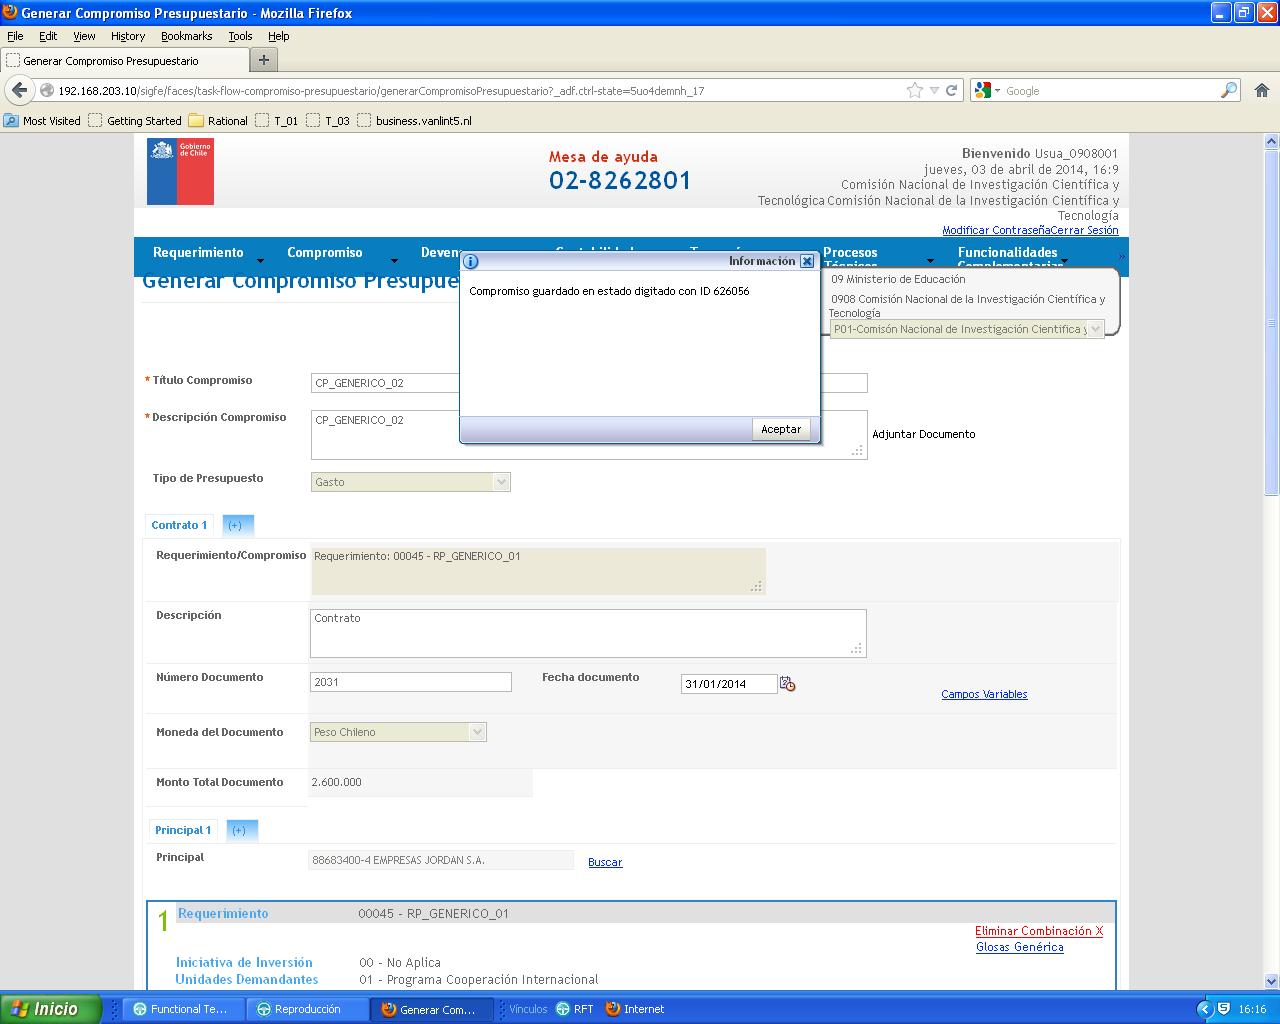 Generar Compromiso Presupuestario - Mozilla Firefox
File Edit View History Bookmarks Tools Help
Generar Compromiso Presupuestario
192.168.203.10/sigfe/faces/task-flow-compromiso-presupuestario/generarCompromisoPresupuestario?_adf.ctrl-state=5uo4demnh_17
Google
Most Visited Getting Started Rational T_01 T_03 business.vanlint5.nl
Gobierno de Chile
Mesa de ayuda
02-8262801
Bienvenido Usua_0908001
jueves, 03 de abril de 2014, 16:9
Comisión Nacional de Investigación Científica y
Tecnológica Comisión Nacional de la Investigación Científica y
Tecnología
Modificar Contraseña Cerrar Sesión
Requerimiento Compromiso Procesos Funcionalidades
Información
Compromiso guardado en estado digitado con ID 626056
Aceptar
Generar Compromiso Presupue
09 Ministerio de Educación
0908 Comisión Nacional de la Investigación Científica y
Tecnología
P01-Comisón Nacional de Investigación Cientifica y
* Título Compromiso CP_GENERICO_02
* Descripción Compromiso CP_GENERICO_02
Adjuntar Documento
Tipo de Presupuesto Gasto
Contrato 1 (+)
Requerimiento/Compromiso Requerimiento: 00045 - RP_GENERICO_01
Descripción Contrato
Número Documento 2031 Fecha documento 31/01/2014
Campos Variables
Moneda del Documento Peso Chileno
Monto Total Documento 2.600.000
Principal 1 (+)
Principal 88683400-4 EMPRESAS JORDAN S.A. Buscar
1 Requerimiento 00045 - RP_GENERICO_01
Eliminar Combinación X
Glosas Genérica
Iniciativa de Inversión 00 - No Aplica
Unidades Demandantes 01 - Programa Cooperación Internacional
Inicio Functional Te... Reproducción Generar Com... Vínculos RFT Internet 16:16